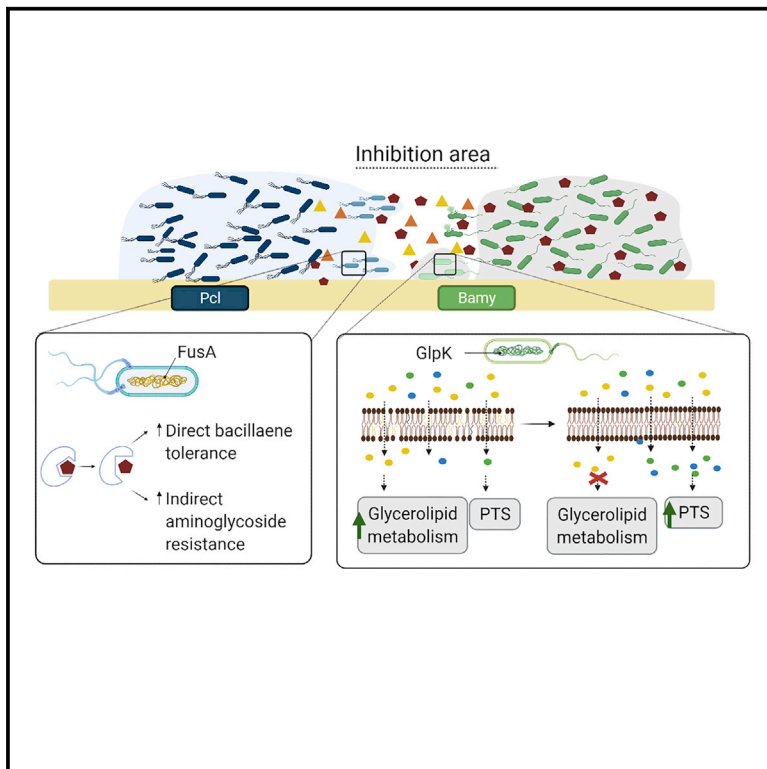 Inhibition area
Pcl
Bamy
FusA
↑ Direct bacillaene
tolerance
↑ Indirect
aminoglycoside
resistance
GlpK
Glycerolipid
metabolism
PTS
Glycerolipid
metabolism
PTS